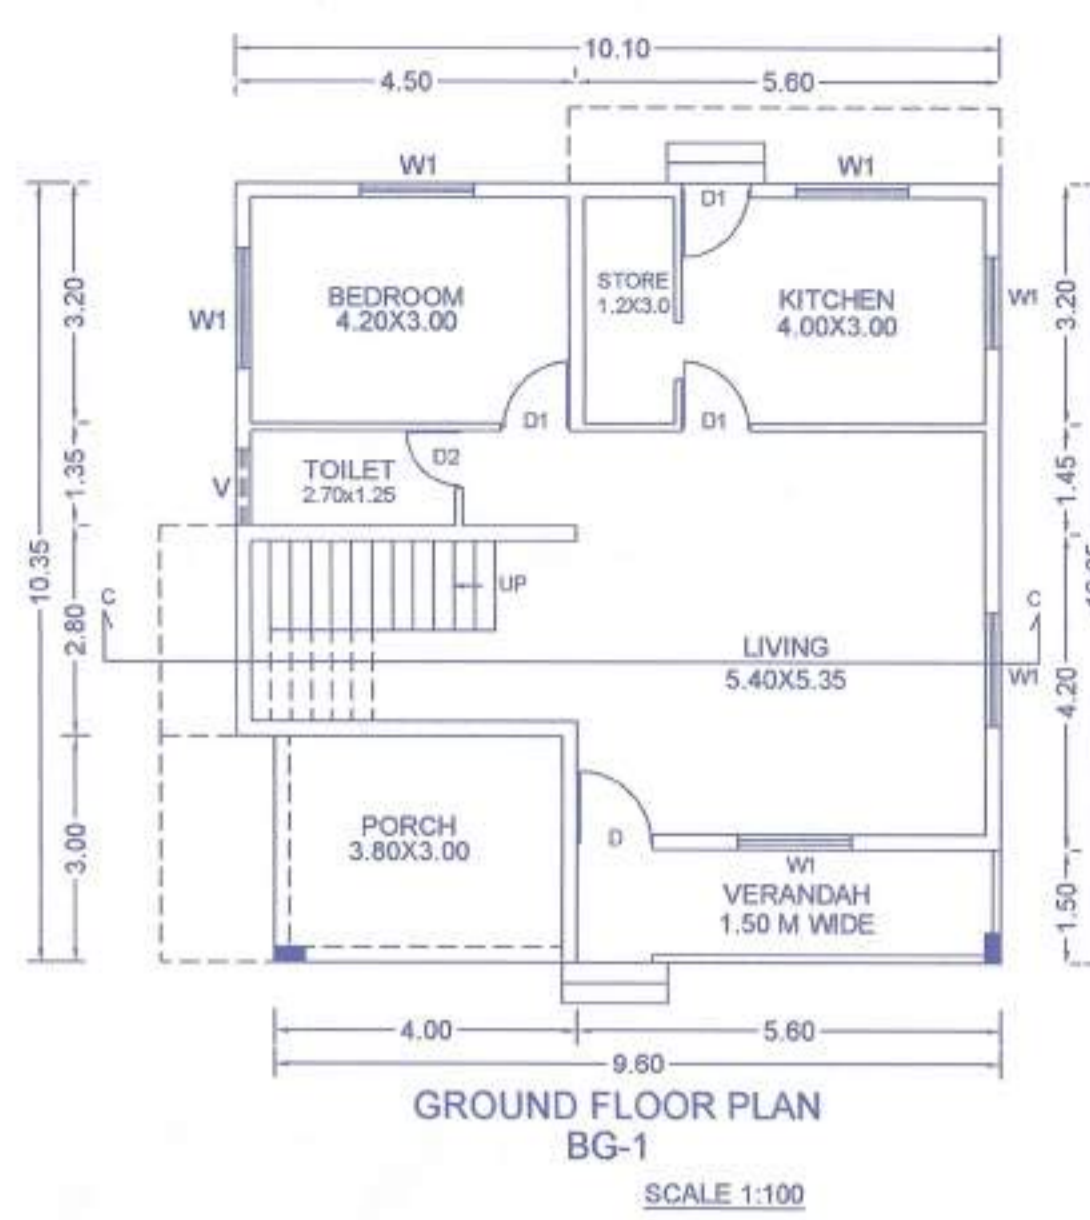 10.10
4.50
5.60
W1
W1
D1
3.20
3.20
BEDROOM
4.20X3.00
STORE
1.2X3.0
KITCHEN
4.00X3.00
W1
W1
D1
D1
D2
TOILET
2.70x1.25
V
1.35
1.45
10.35
UP
C
C
2.80
LIVING
5.40X5.35
W1
4.20
PORCH
3.80X3.00
D
3.00
W1
VERANDAH
1.50 M WIDE
1.50
4.00
5.60
9.60
GROUND FLOOR PLAN
BG-1
SCALE 1:100